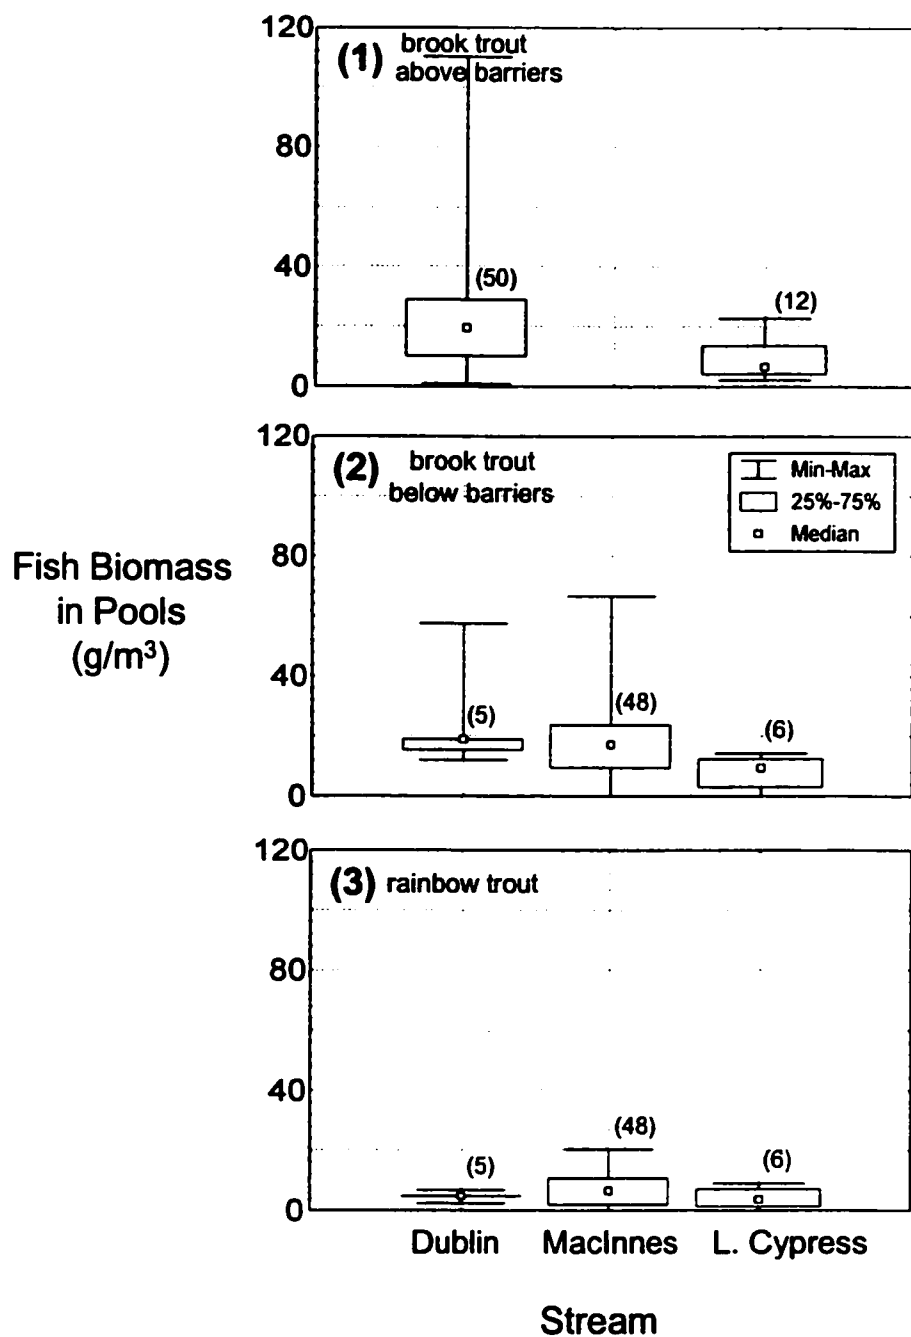 120
(1) brook trout
above barriers
80
40
(50)
(12)
0
120
(2) brook trout
below barriers
Min-Max
25%-75%
Median
80
Fish Biomass
in Pools
(g/m³)
40
(5)
(48)
(6)
0
120
(3) rainbow trout
80
40
(5)
(48)
(6)
0
Dublin MacInnes L. Cypress
Stream